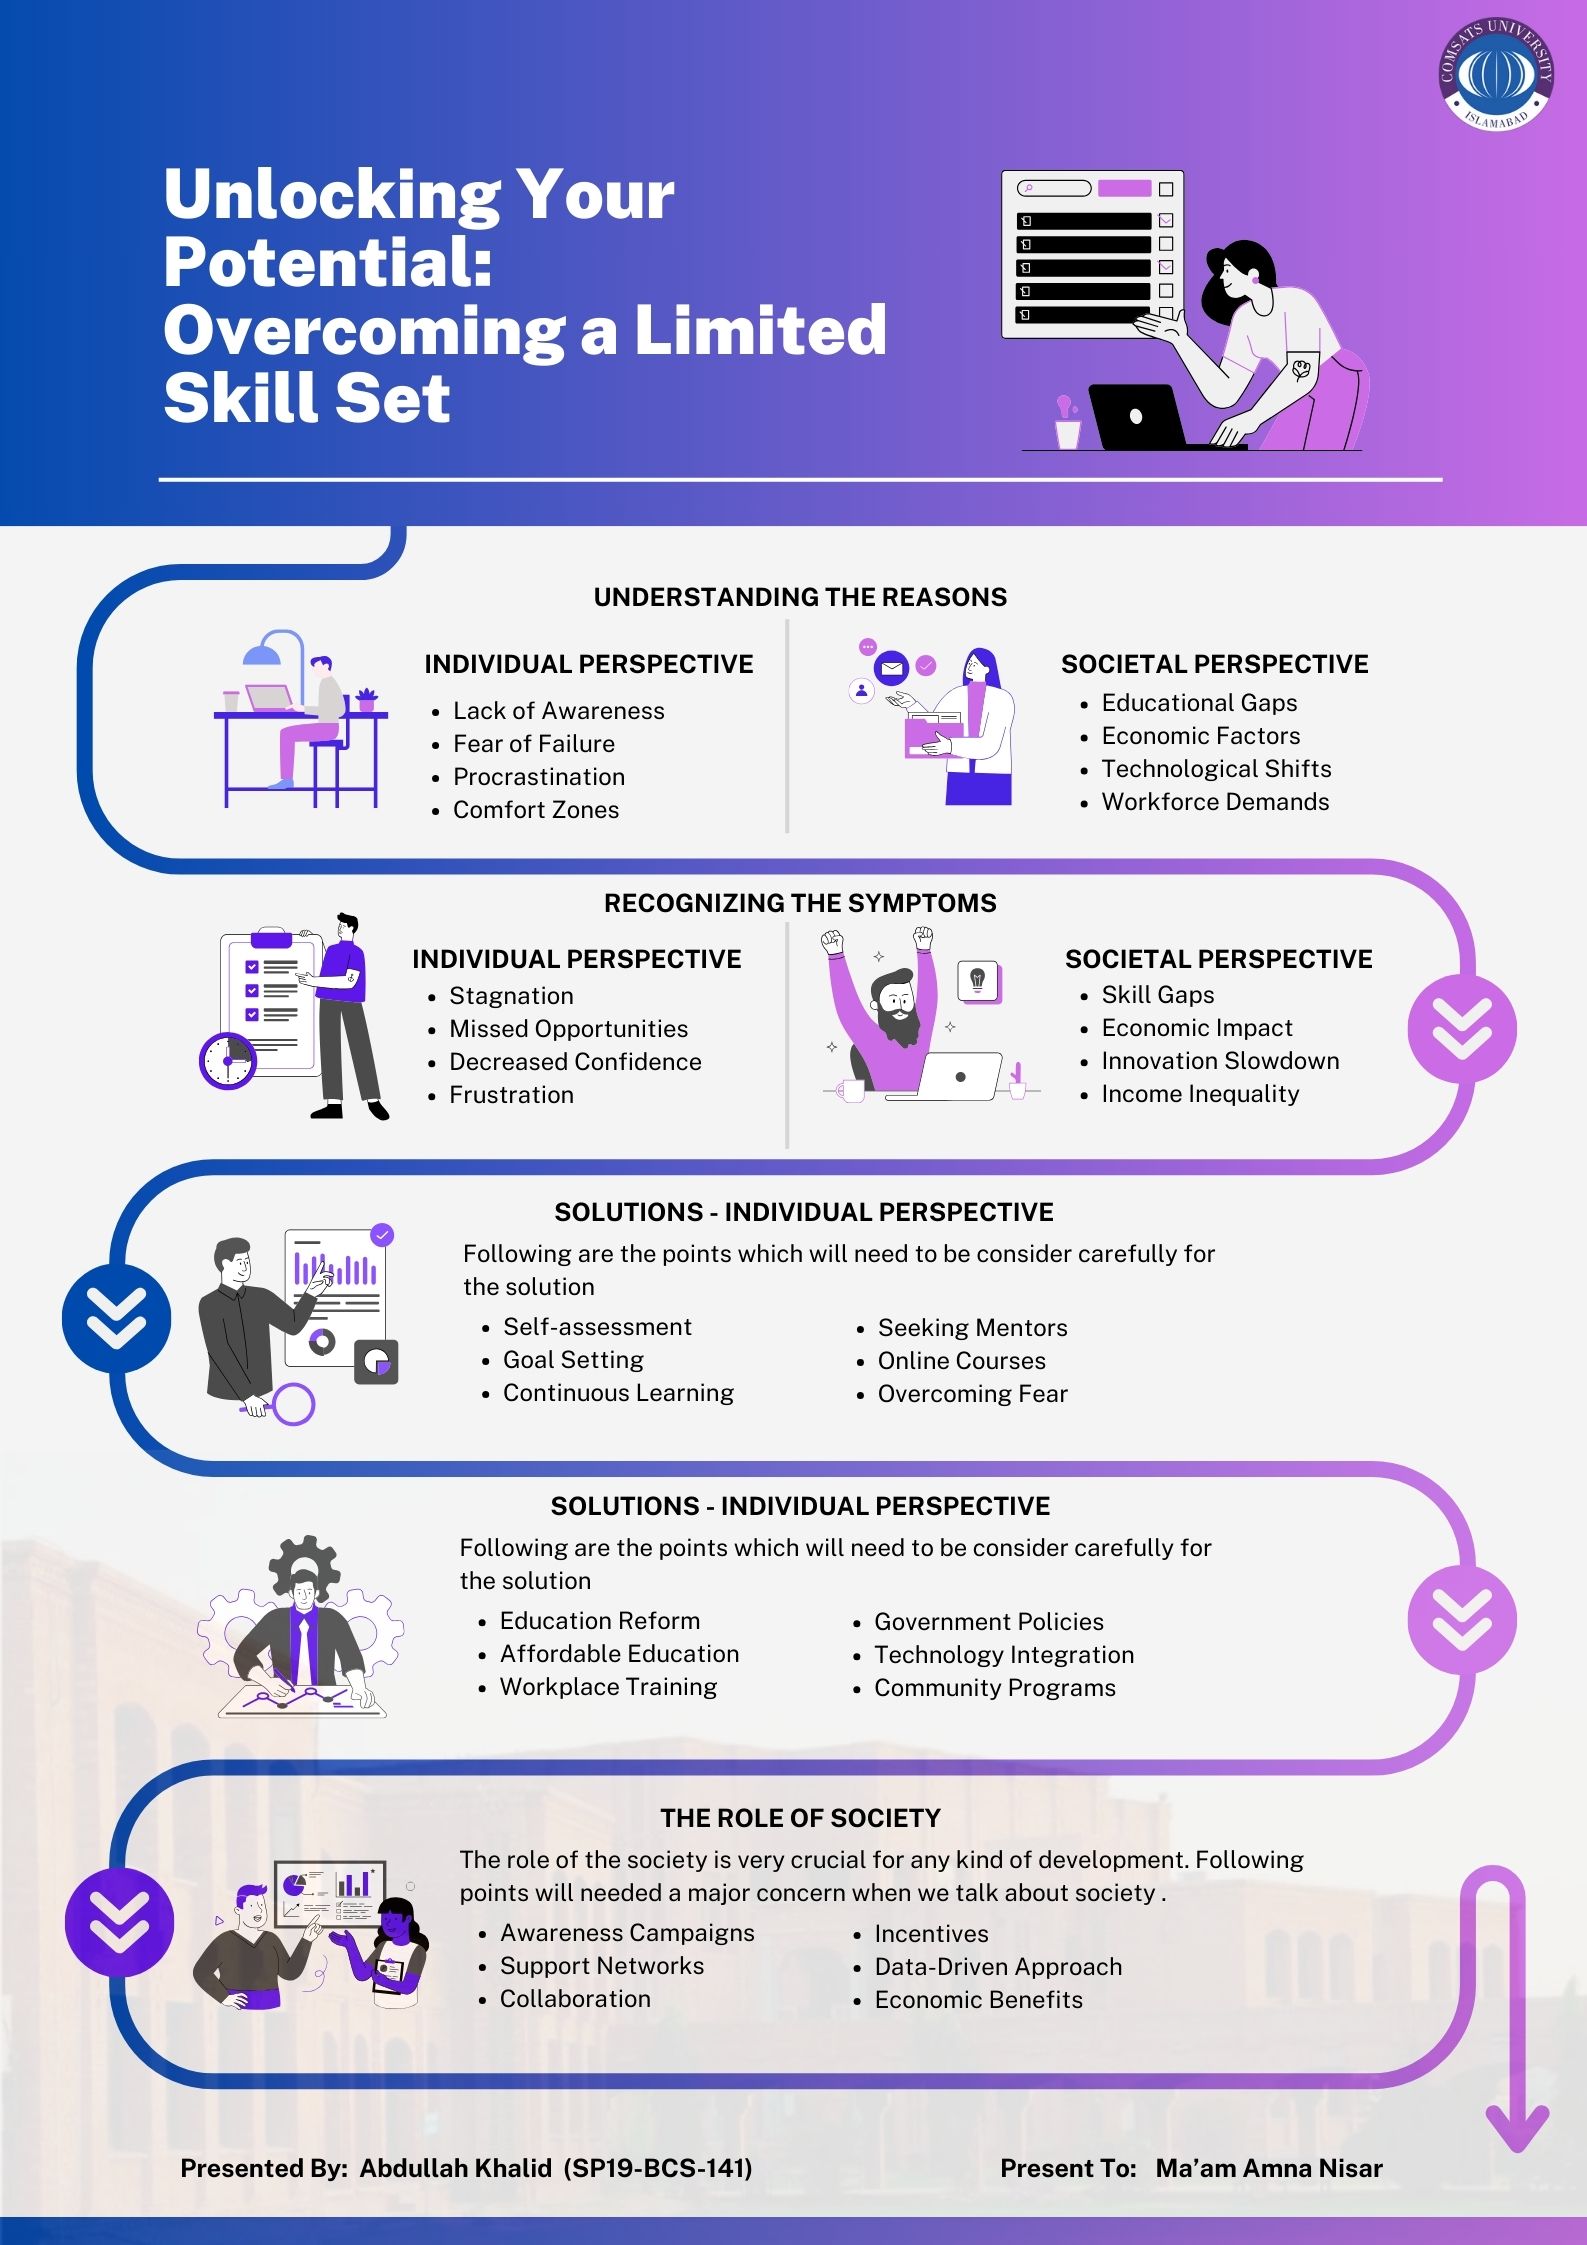 COMSATS UNIVERSITY
ISLAMABAD
Unlocking Your
Potential:
Overcoming a Limited
Skill Set
UNDERSTANDING THE REASONS
INDIVIDUAL PERSPECTIVE
• Lack of Awareness
• Fear of Failure
• Procrastination
• Comfort Zones
SOCIETAL PERSPECTIVE
• Educational Gaps
• Economic Factors
• Technological Shifts
• Workforce Demands
RECOGNIZING THE SYMPTOMS
INDIVIDUAL PERSPECTIVE
• Stagnation
• Missed Opportunities
• Decreased Confidence
• Frustration
SOCIETAL PERSPECTIVE
• Skill Gaps
• Economic Impact
• Innovation Slowdown
• Income Inequality
SOLUTIONS - INDIVIDUAL PERSPECTIVE
Following are the points which will need to be consider carefully for
the solution
• Self-assessment
• Goal Setting
• Continuous Learning
• Seeking Mentors
• Online Courses
• Overcoming Fear
SOLUTIONS - INDIVIDUAL PERSPECTIVE
Following are the points which will need to be consider carefully for
the solution
• Education Reform
• Affordable Education
• Workplace Training
• Government Policies
• Technology Integration
• Community Programs
THE ROLE OF SOCIETY
The role of the society is very crucial for any kind of development. Following
points will needed a major concern when we talk about society .
• Awareness Campaigns
• Support Networks
• Collaboration
• Incentives
• Data-Driven Approach
• Economic Benefits
Presented By: Abdullah Khalid (SP19-BCS-141)
Present To: Ma’am Amna Nisar